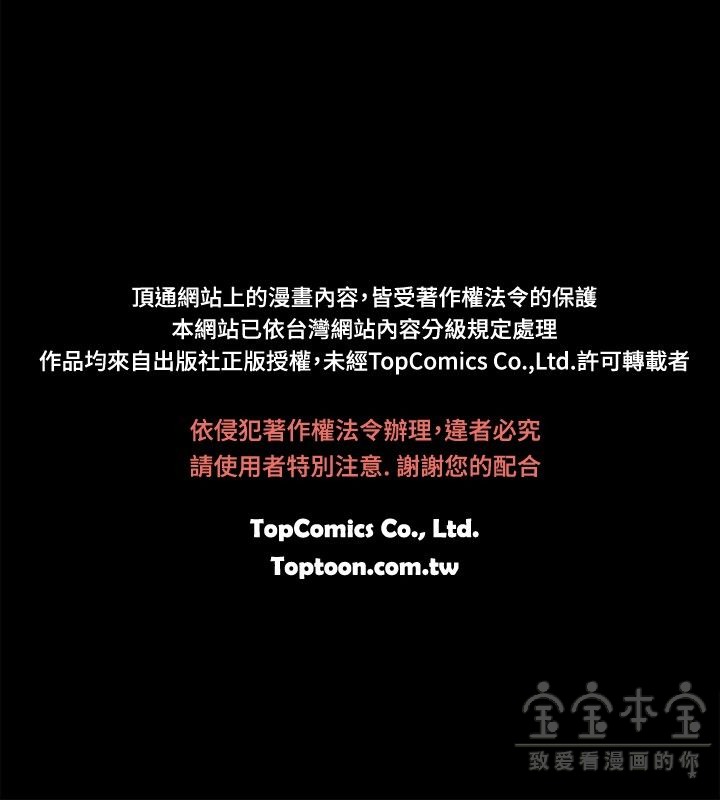 頂通網站上的漫畫內容，皆受著作權法令的保護
本網站已依台灣網站內容分級規定處理
作品均來自出版社正版授權，未經TopComics Co.,Ltd.許可轉載者
依侵犯著作權法令辦理，違者必究
請使用者特別注意. 謝謝您的配合
TopComics Co., Ltd.
Toptoon.com.tw
宝宝本宝
致爱看漫画的你*